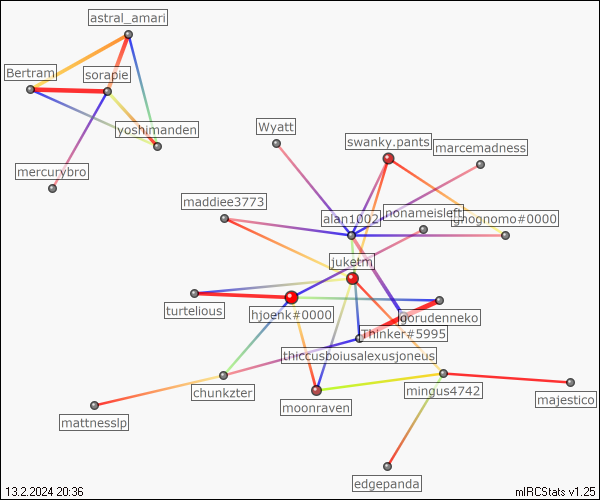 astral_amari
Bertram
sorapie
yoshimanden
Wyatt
swanky.pants
marcemadness
mercurybro
maddiee3773
alan1002
nonameisleft
gnognomo#0000
juketm
turtelious
hjoenk#0000
gorudenneko
Thinker#5995
thiccusboiusalexusjoneus
chunkzter
mingus4742
moonraven
majestico
mattnesslp
edgepanda
13.2.2024 20:36
mIRCStats v1.25